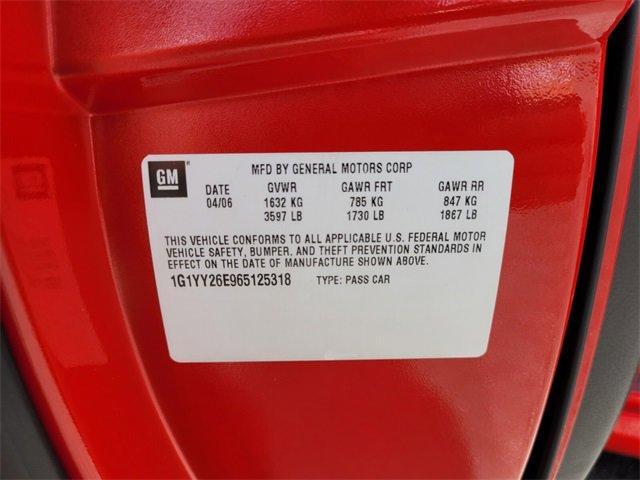 GM
MFD BY GENERAL MOTORS CORP
DATE GVWR GAWR FRT GAWR RR
04/06 1632 KG 785 KG 847 KG
3597 LB 1730 LB 1867 LB
THIS VEHICLE CONFORMS TO ALL APPLICABLE U.S. FEDERAL MOTOR
VEHICLE SAFETY, BUMPER, AND THEFT PREVENTION STANDARDS IN
EFFECT ON THE DATE OF MANUFACTURE SHOWN ABOVE.
1G1YY26E965125318 TYPE: PASS CAR